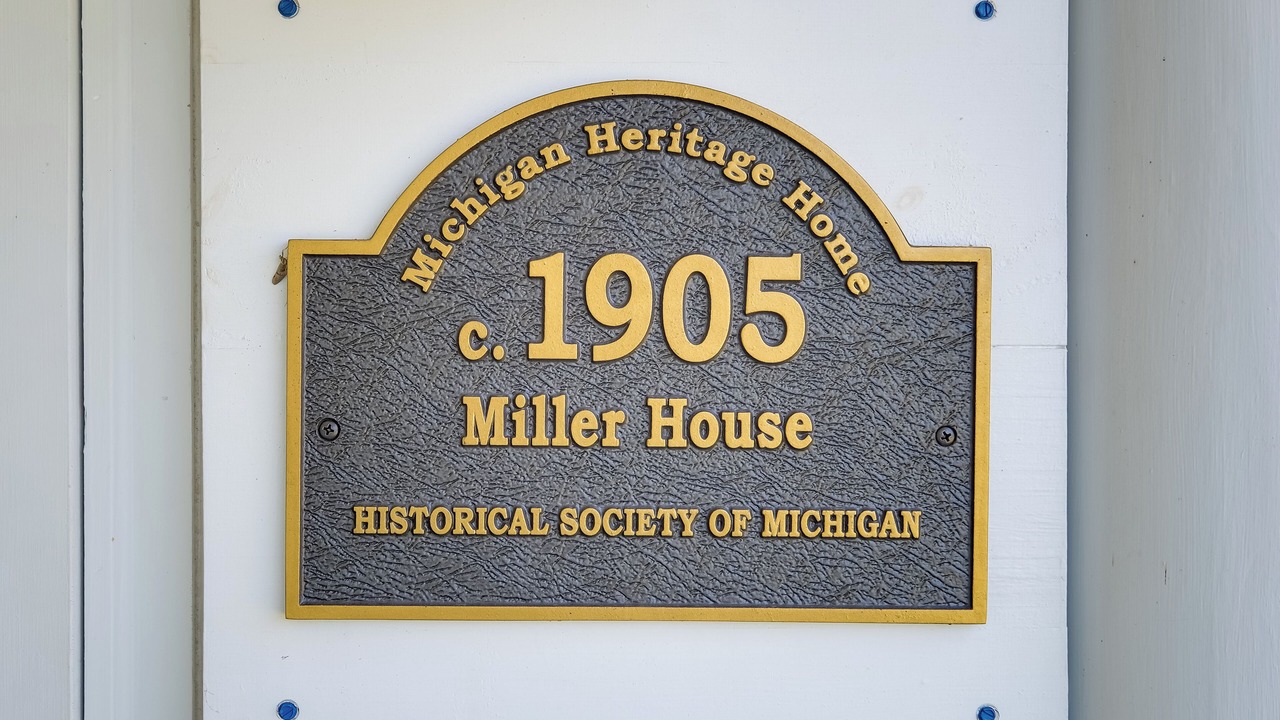 Michigan Heritage Home
c. 1905
Miller House
HISTORICAL SOCIETY OF MICHIGAN